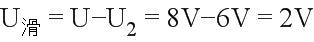 U滑 = U−U2 = 8V−6V = 2V